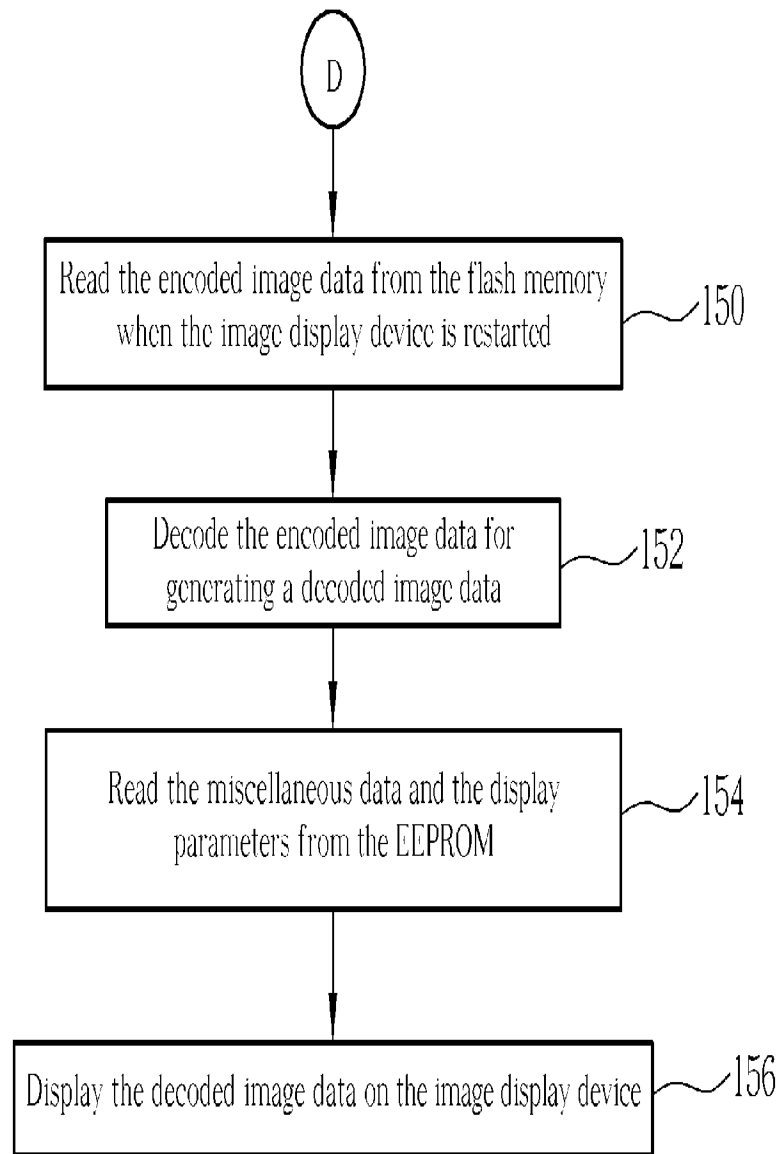 D
Read the encoded image data from the flash memory
when the image display device is restarted
150
Decode the encoded image data for
generating a decoded image data
152
Read the miscellaneous data and the display
parameters from the EEPROM
154
Display the decoded image data on the image display device
156